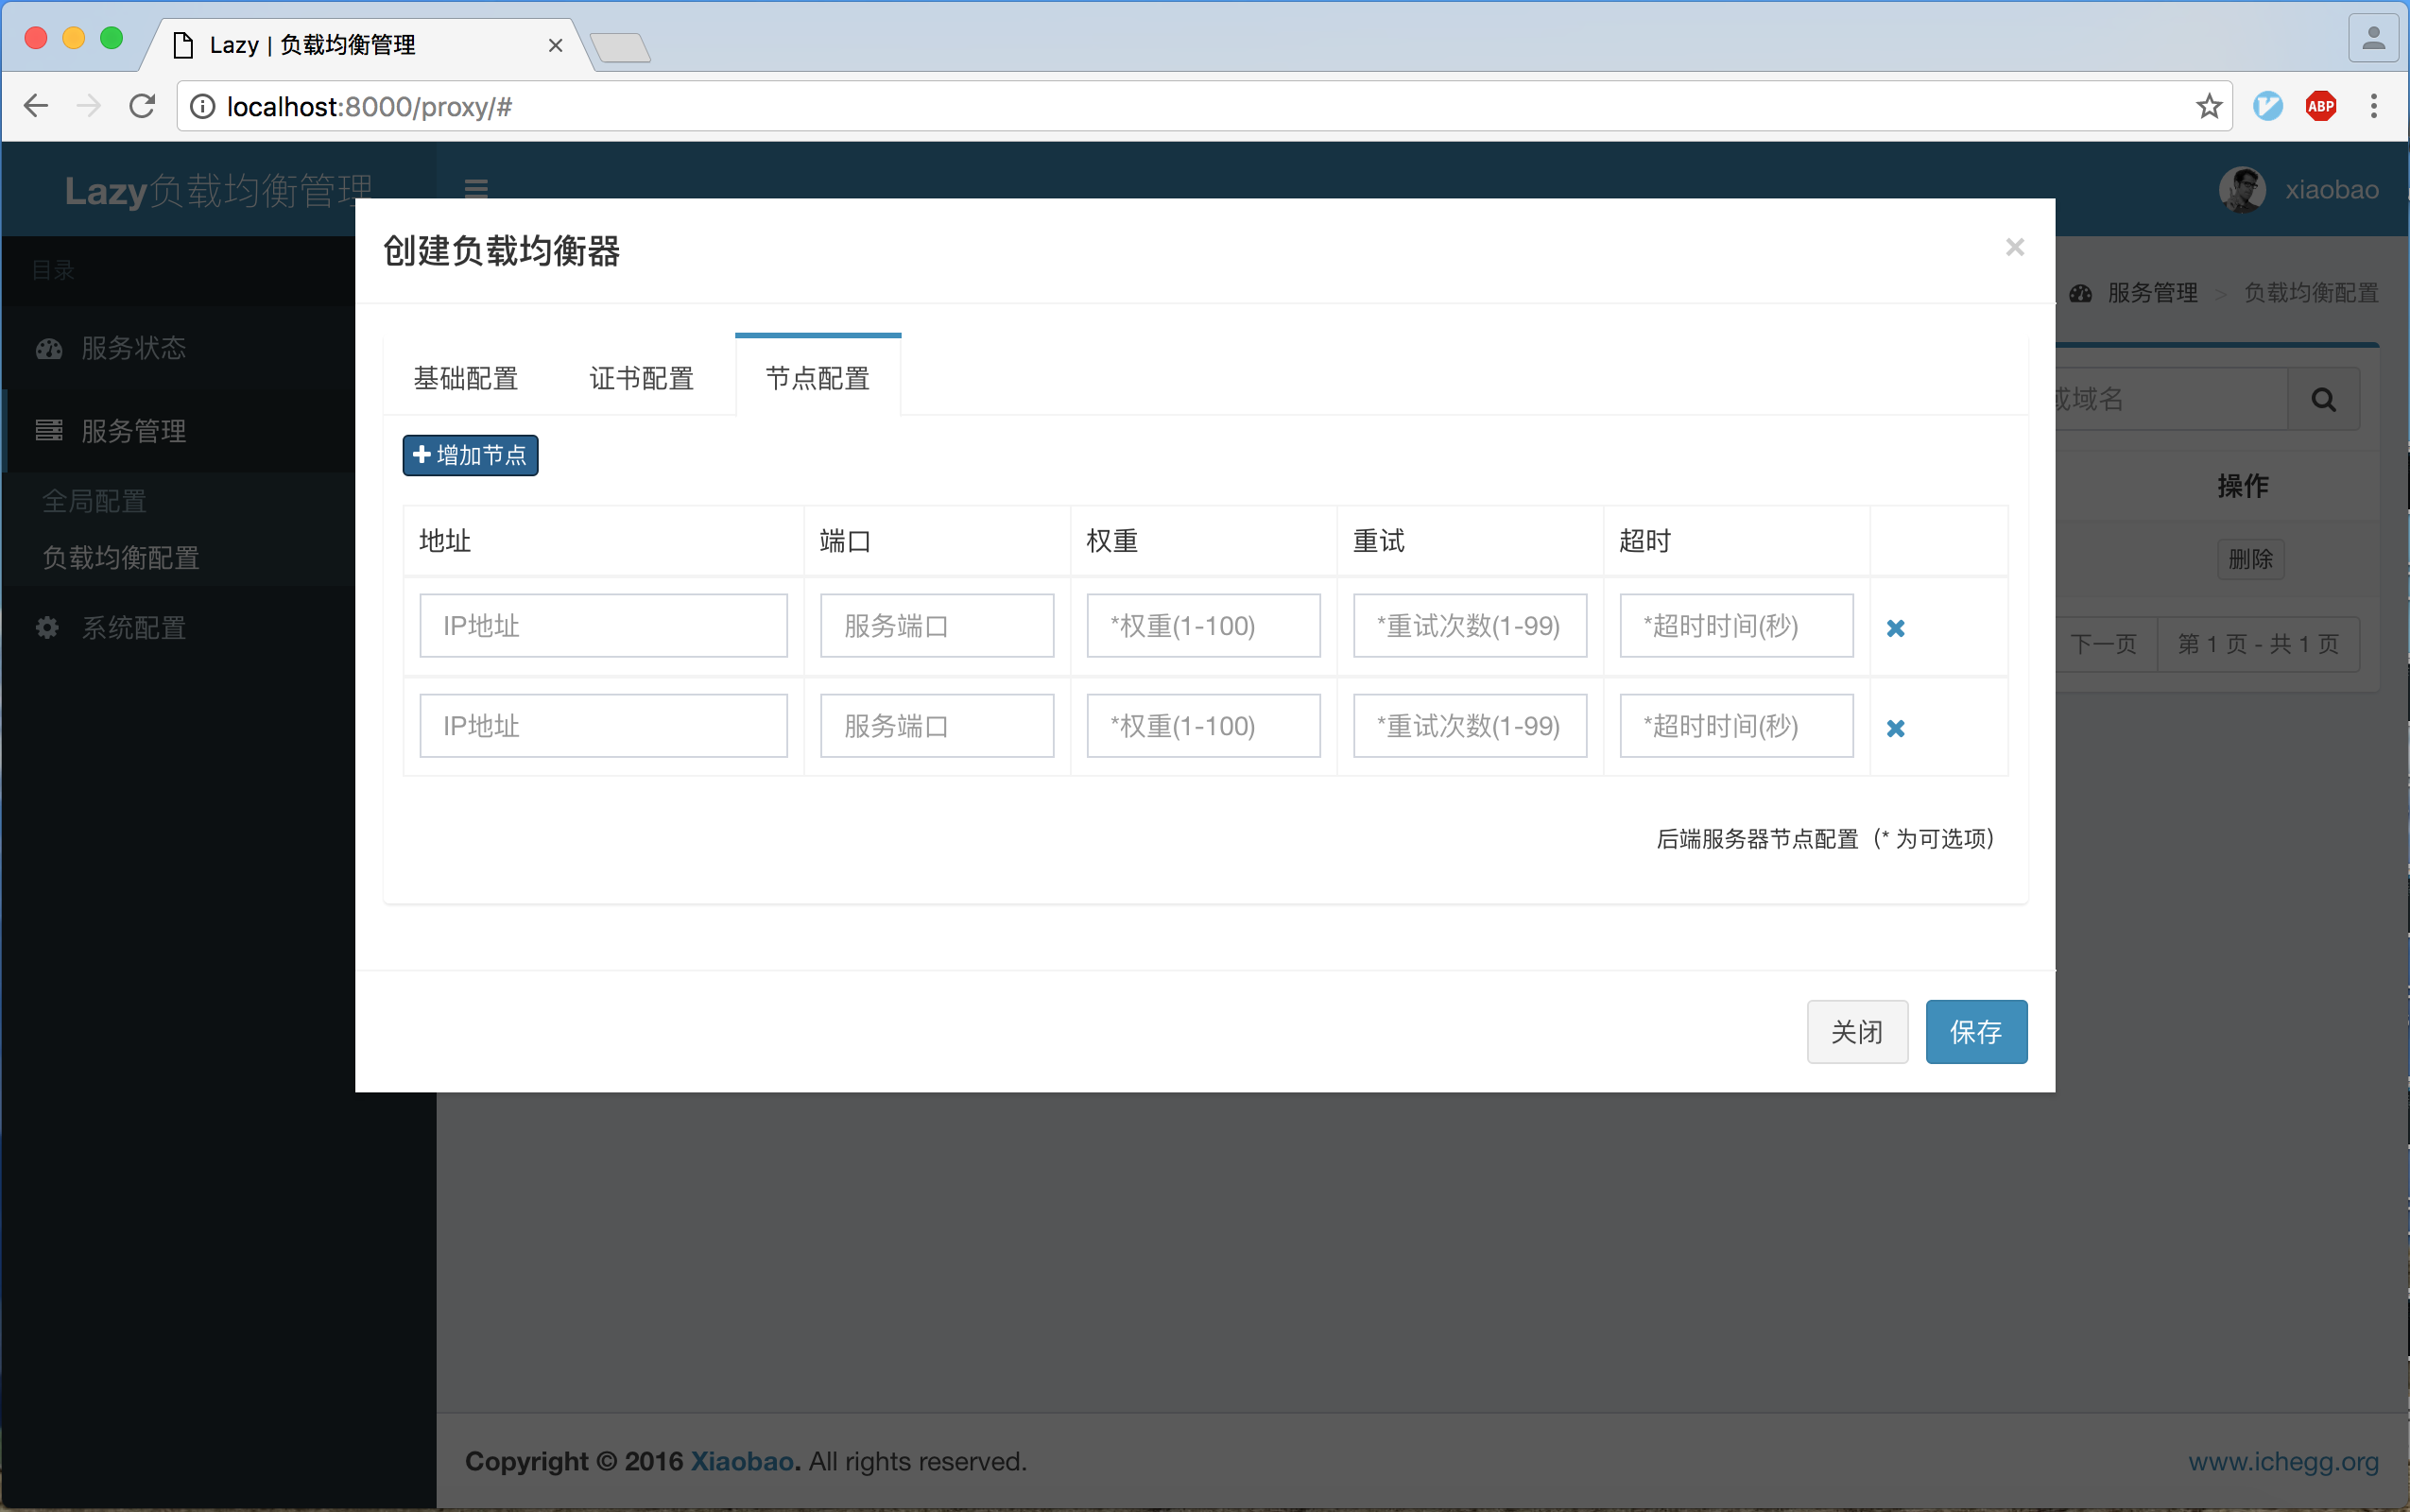 Lazy | 负载均衡管理
localhost:8000/proxy/#
ABP
Lazy负载均衡管理
xiaobao
目录
服务状态
服务管理
全局配置
负载均衡配置
系统配置
服务管理 > 负载均衡配置
或域名
操作
删除
下一页
第 1 页 - 共 1 页
创建负载均衡器
×
基础配置
证书配置
节点配置
增加节点
地址 端口 权重 重试 超时
IP地址 服务端口 *权重(1-100) *重试次数(1-99) *超时时间(秒)
IP地址 服务端口 *权重(1-100) *重试次数(1-99) *超时时间(秒)
后端服务器节点配置（* 为可选项）
关闭
保存
Copyright © 2016 Xiaobao. All rights reserved.
www.ichegg.org